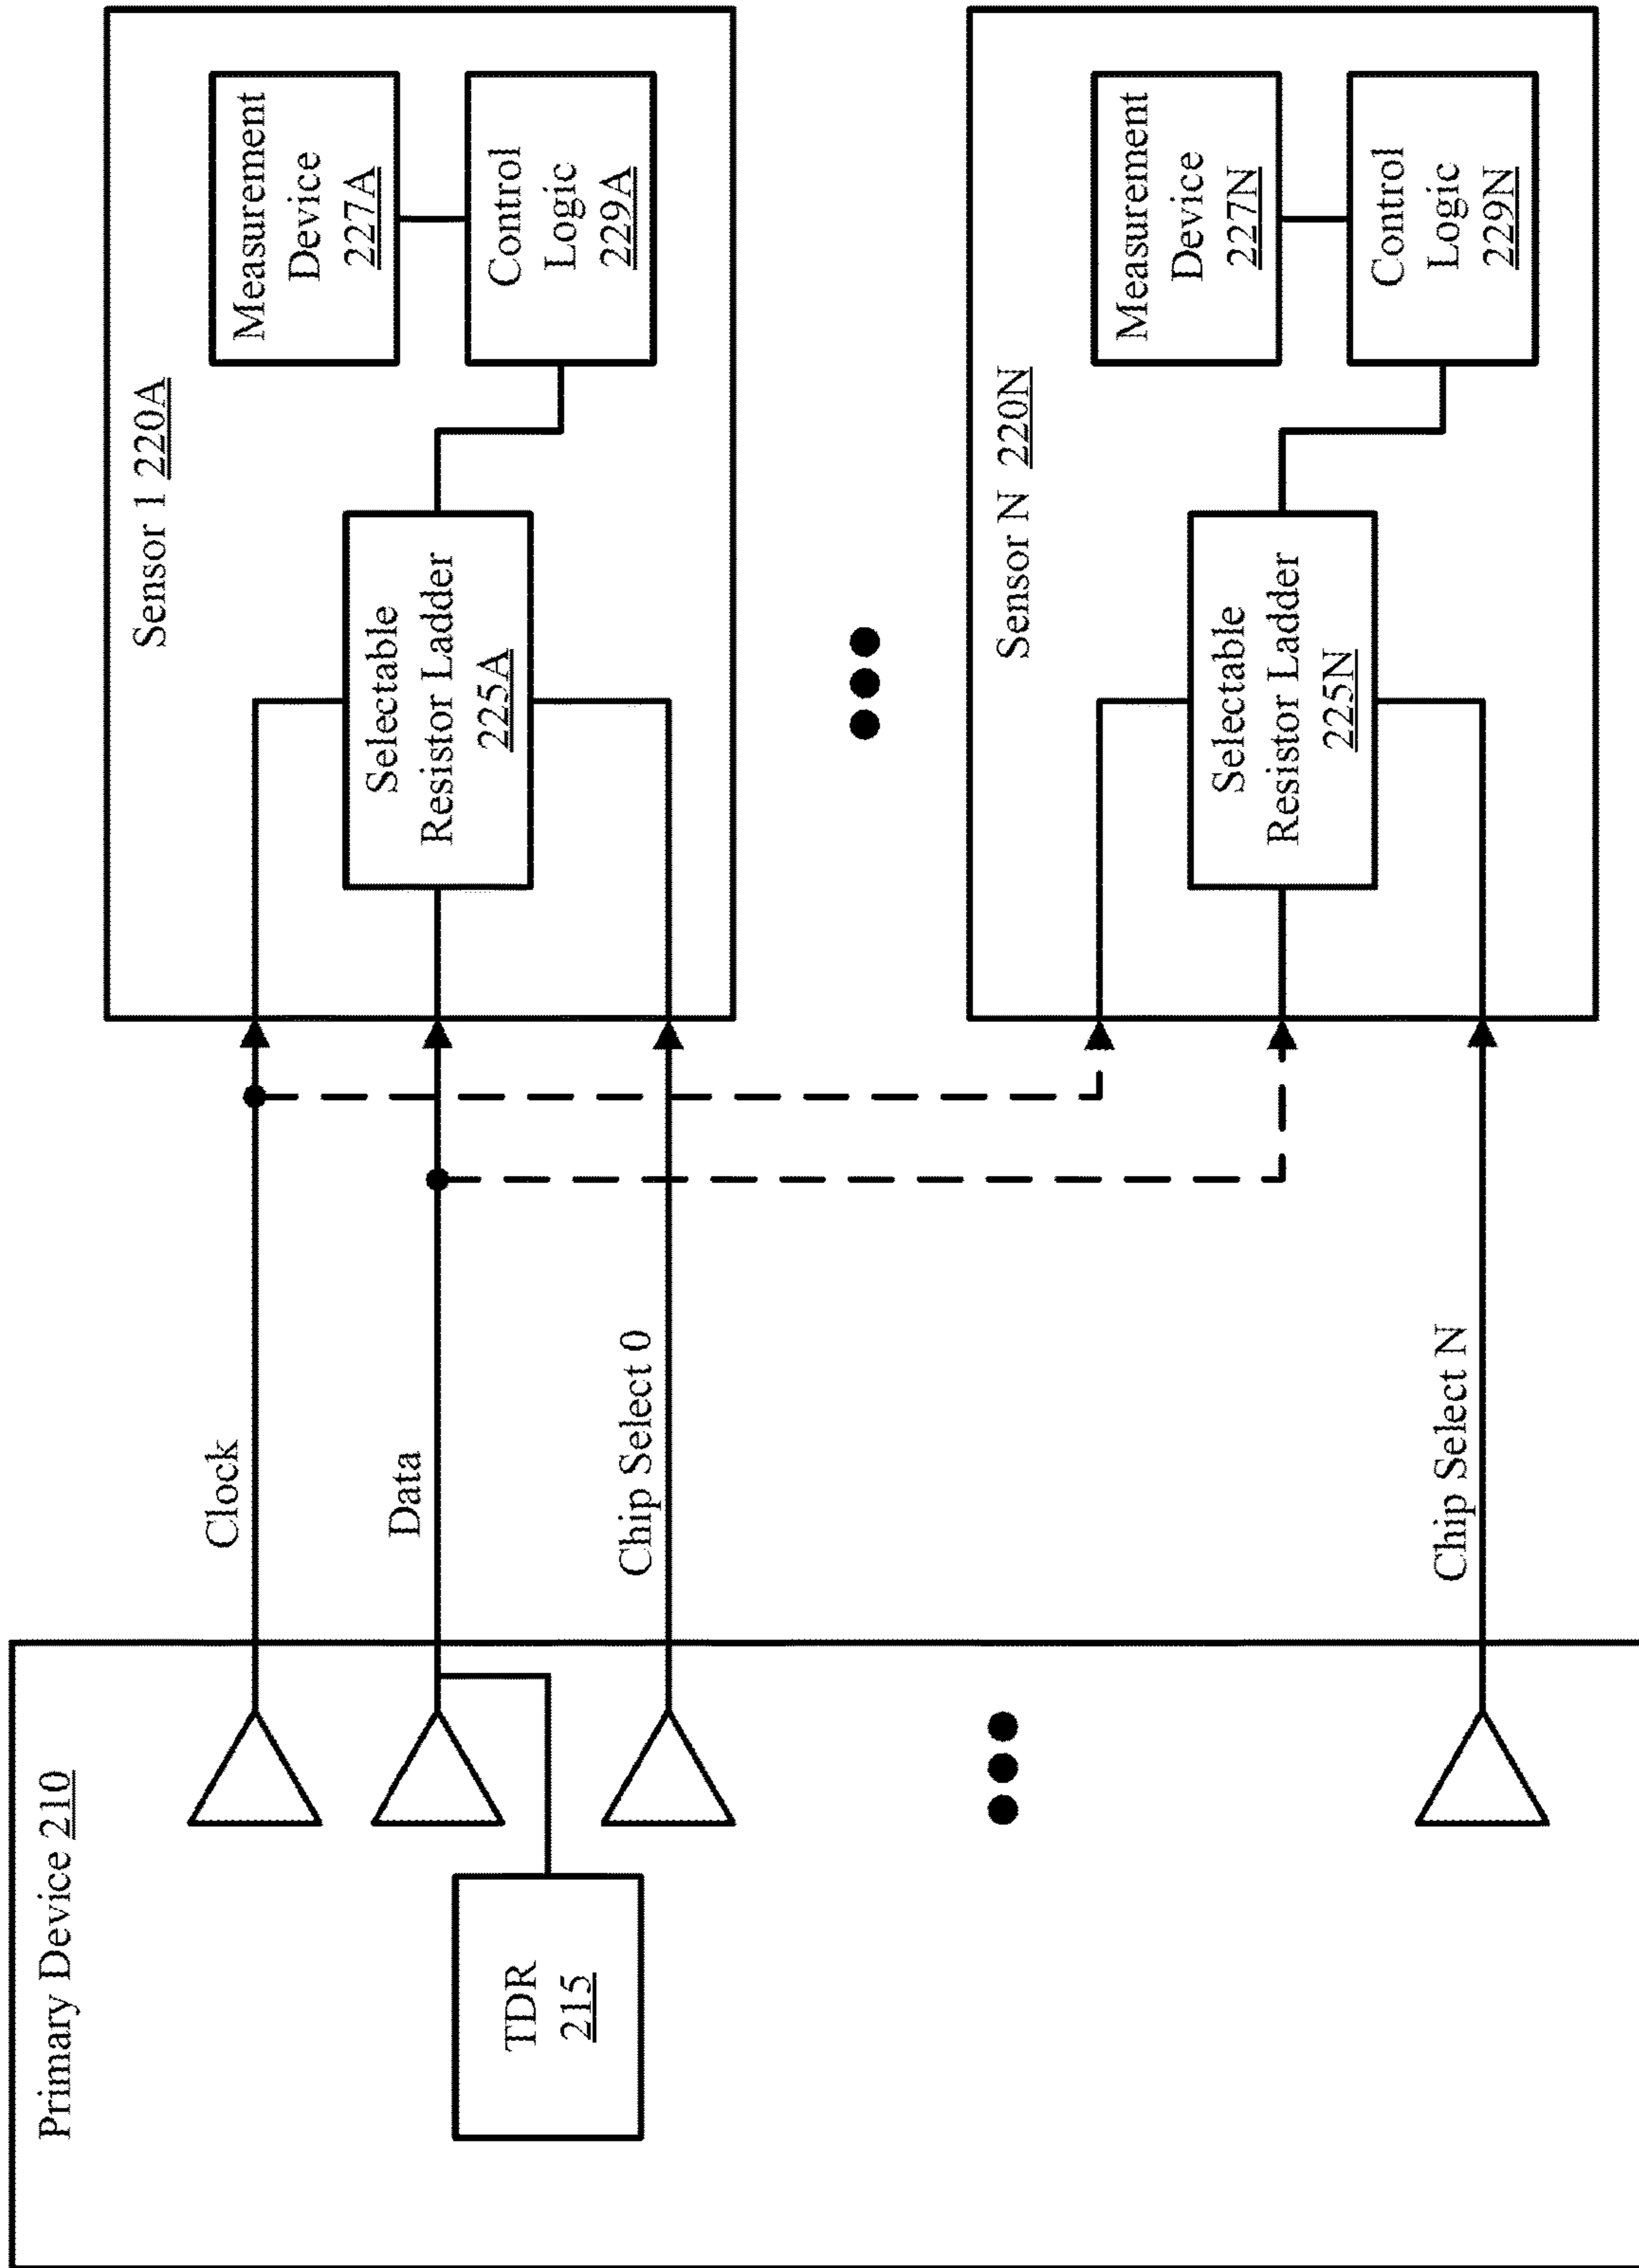 Primary Device 210
TDR
215
Clock
Data
Chip Select 0
Chip Select N
Sensor 1 220A
Selectable
Resistor Ladder
225A
Measurement
Device
227A
Control
Logic
229A
Sensor N 220N
Selectable
Resistor Ladder
225N
Measurement
Device
227N
Control
Logic
229N